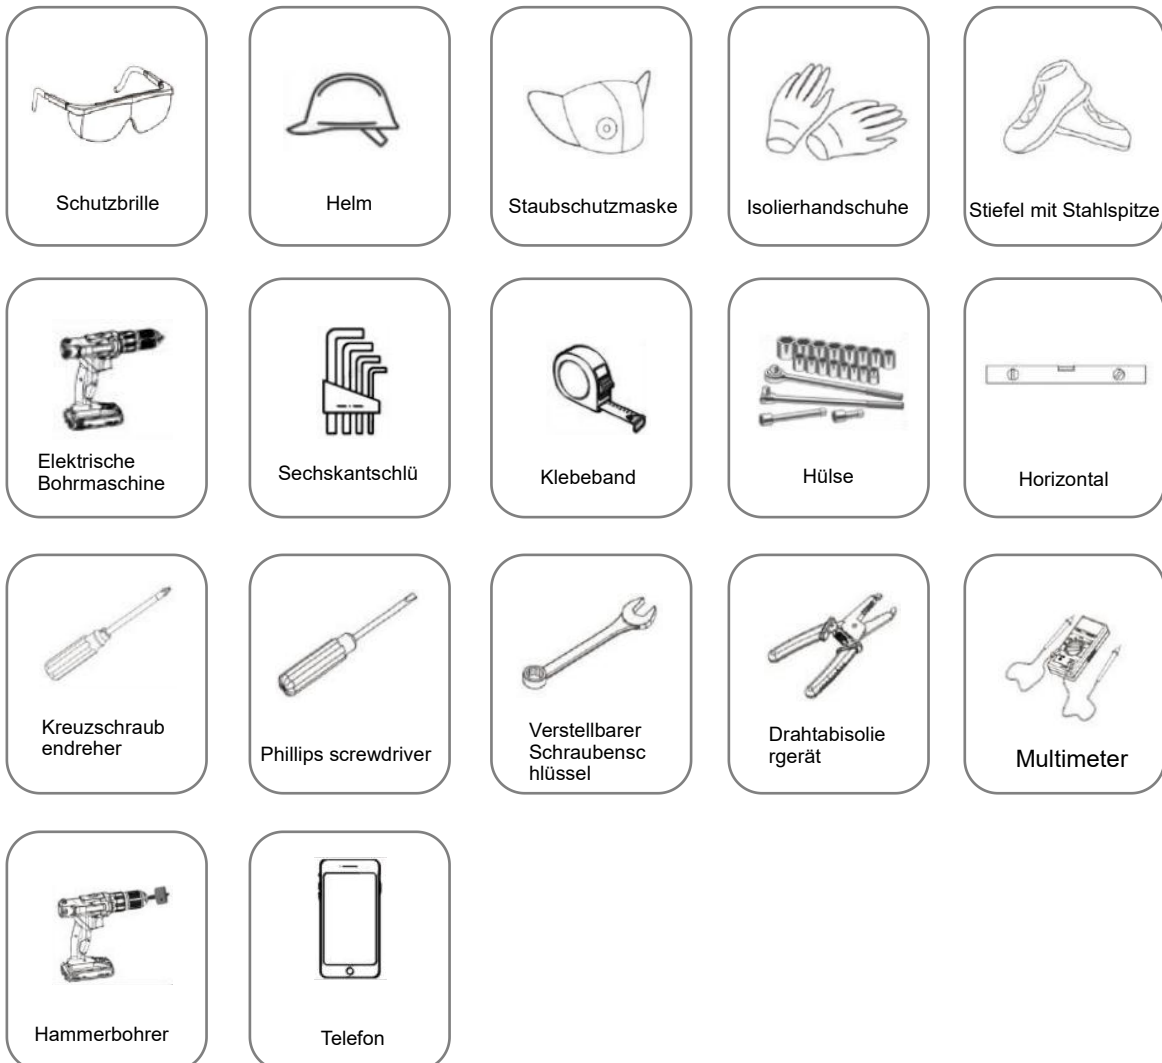 Schutzbrille
Helm
Staubschutzmaske
Isolierhandschuhe
Stiefel mit Stahlspitze
Elektrische
Bohrmaschine
Sechskantschlü
Klebeband
Hülse
Horizontal
Kreuzschraub
endreher
Phillips screwdriver
Verstellbarer
Schraubensc
hlüssel
Drahtabisolie
rgerät
Multimeter
Hammerbohrer
Telefon